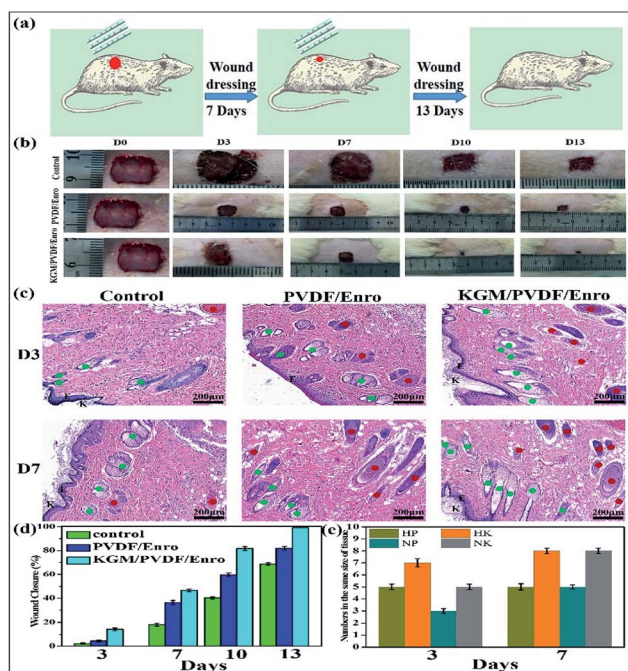 (a)
Wound
dressing
7 Days
Wound
dressing
13 Days
(b)
D0 D3 D7 D10 D13
Control
PVDF/Enro
KGM/PVDF/Enro
(c)
Control PVDF/Enro KGM/PVDF/Enro
D3
E
K
200μm
E
200μm
E
K
200μm
D7
E
K
200μm
200μm
E
K
200μm
(d)
control
PVDF/Enro
KGM/PVDF/Enro
Wound Closure (%)
100
80
60
40
20
0
3 7 10 13
Days
(e)
HP HK
NP NK
Numbers in the same size of tissue
10
9
8
7
6
5
4
3
2
1
0
3 7
Days